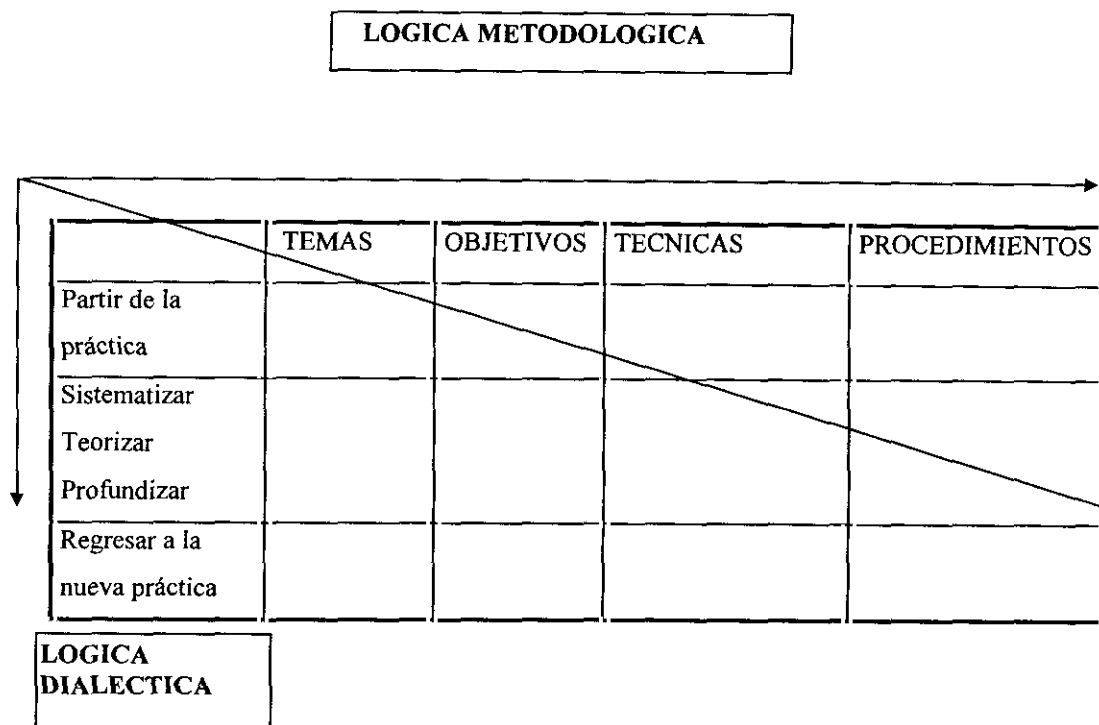 LOGICA METODOLOGICA
TEMAS OBJETIVOS TECNICAS PROCEDIMIENTOS
Partir de la
práctica
Sistematizar
Teorizar
Profundizar
Regresar a la
nueva práctica
LOGICA
DIALECTICA